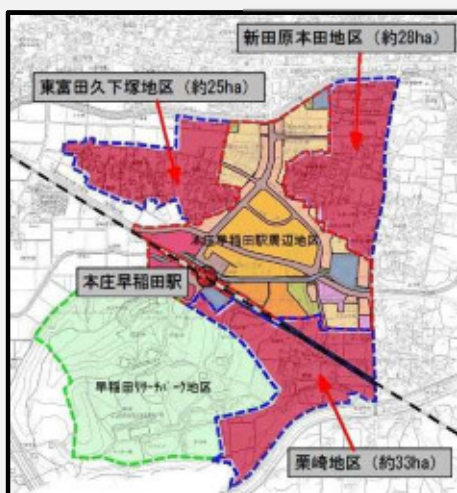 新田原本田地区（約28ha）
東富田久下塚地区（約25ha）
本庄早稲田駅周辺地区
本庄早稲田駅
早稲田リサーチパーク地区
栗崎地区（約33ha）